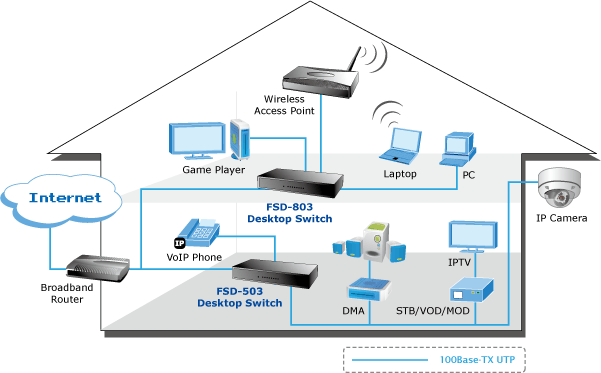 Wireless
Access Point
Game Player
Laptop
PC
Internet
FSD-803
Desktop Switch
IP Camera
IP
VoIP Phone
IPTV
Broadband
Router
FSD-503
Desktop Switch
DMA
STB/VOD/MOD
100Base-TX UTP